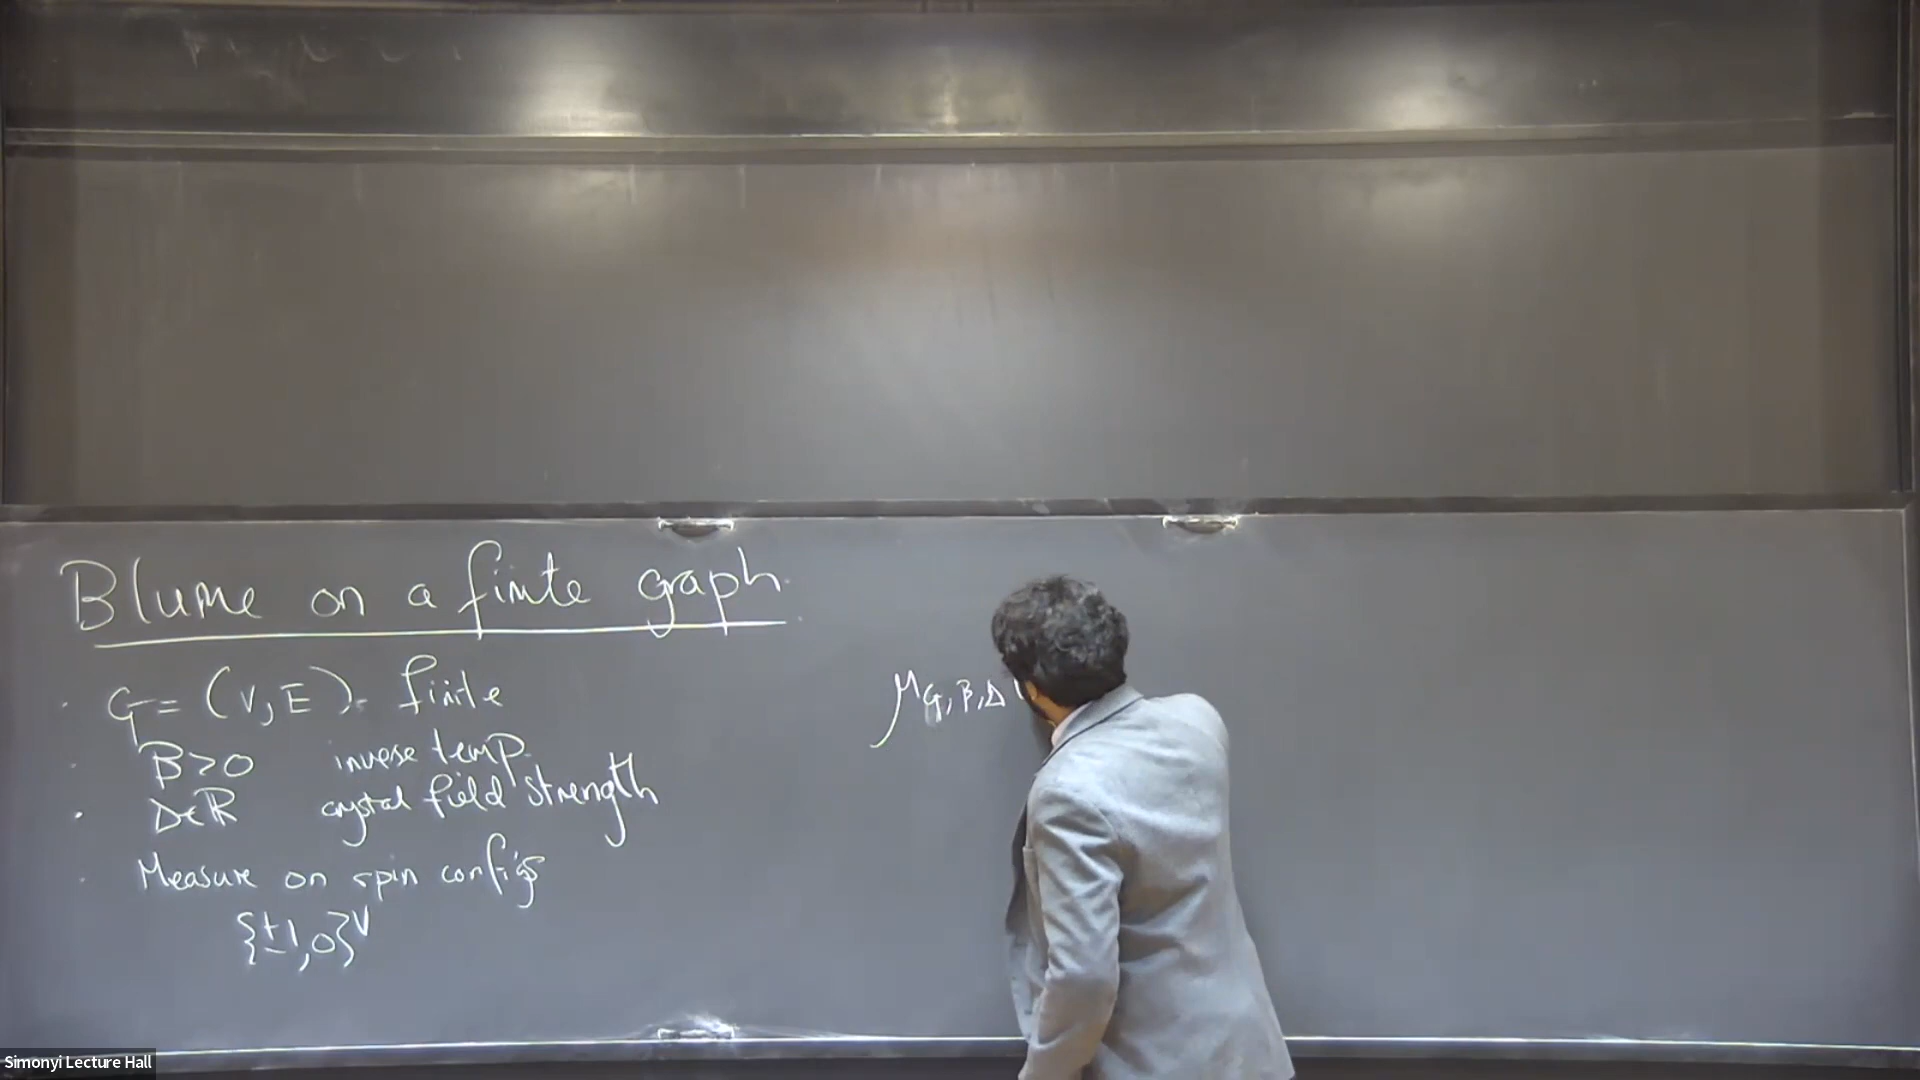 Blume on a finite graph.
· G = (V, E) - finite
· β > 0 inverse temp.
· Δ ∈ ℝ crystal field strength
· Measure on spin configs
{±1, 0}^V
μ_{G, β, Δ}
Simonyi Lecture Hall